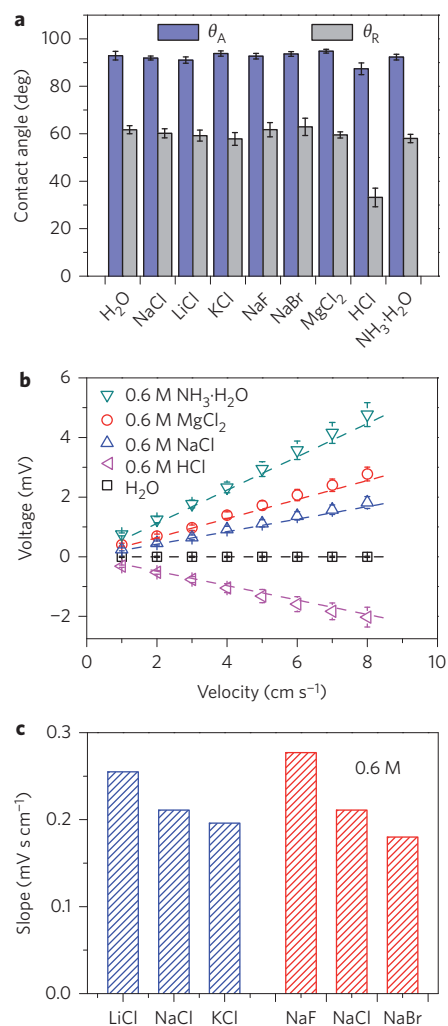 a
θA θR
100
80
60
40
20
0
Contact angle (deg)
H2O NaCl LiCl KCl NaF NaBr MgCl2 HCl NH3·H2O
b
6
4
2
0
−2
Voltage (mV)
0.6 M NH3·H2O
0.6 M MgCl2
0.6 M NaCl
0.6 M HCl
H2O
0 2 4 6 8 10
Velocity (cm s−1)
c
0.3
0.2
0.1
0.0
Slope (mV s cm−1)
0.6 M
LiCl NaCl KCl NaF NaCl NaBr